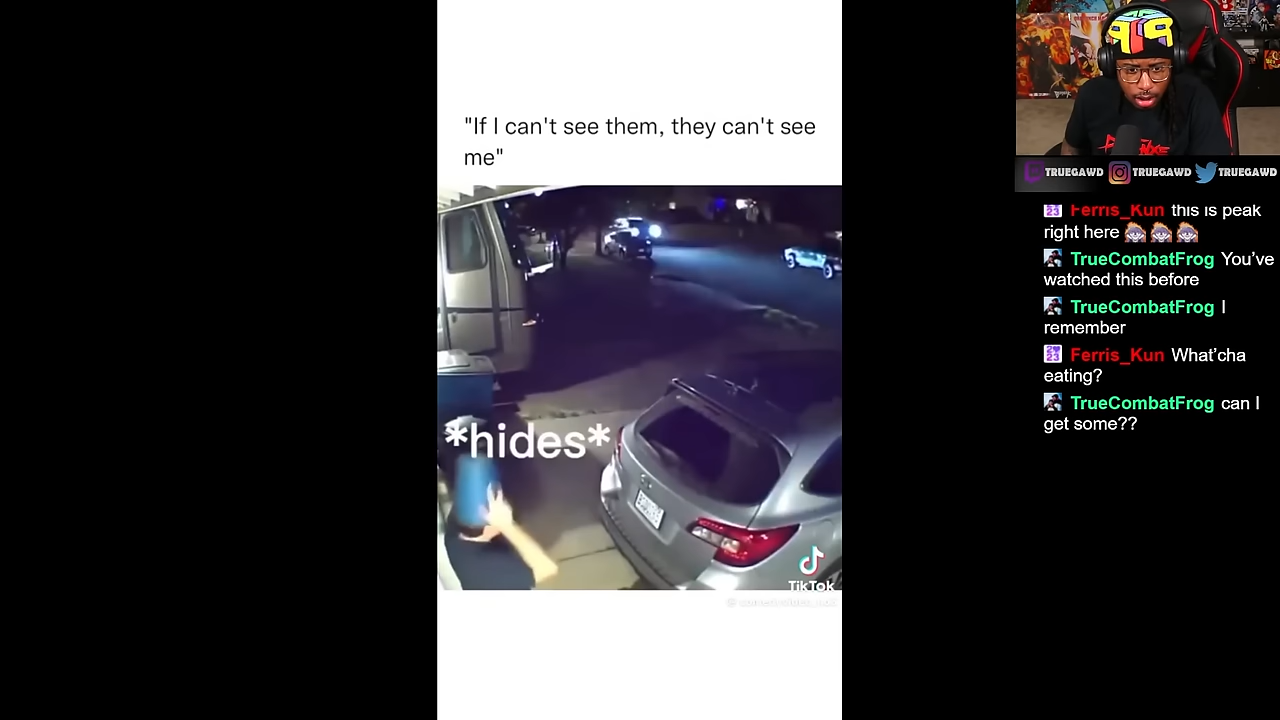 "If I can't see them, they can't see
me"
*hides*
TikTok
TRUEGAWD TRUEGAWD TRUEGAWD
Ferris_Kun this is peak
right here
TrueCombatFrog You’ve
watched this before
TrueCombatFrog I
remember
Ferris_Kun What’cha
eating?
TrueCombatFrog can I
get some??